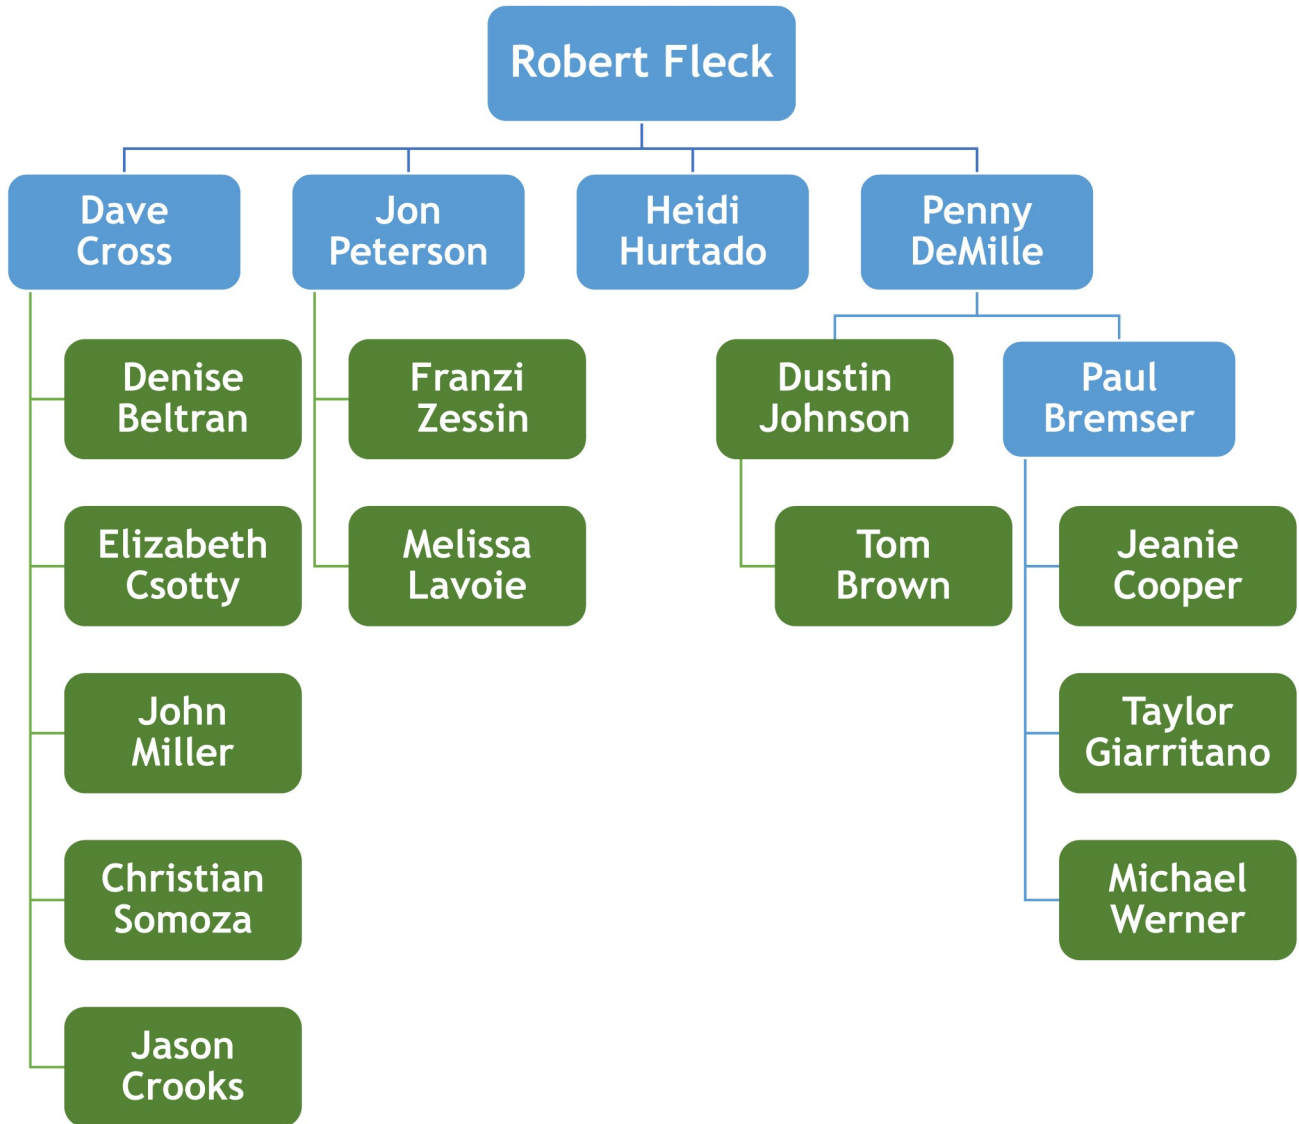 Robert Fleck
Dave
Cross
Jon
Peterson
Heidi
Hurtado
Penny
DeMille
Denise
Beltran
Franzi
Zessin
Dustin
Johnson
Paul
Bremser
Elizabeth
Csotty
Melissa
Lavoie
Tom
Brown
Jeanie
Cooper
John
Miller
Taylor
Giarritano
Christian
Somoza
Michael
Werner
Jason
Crooks